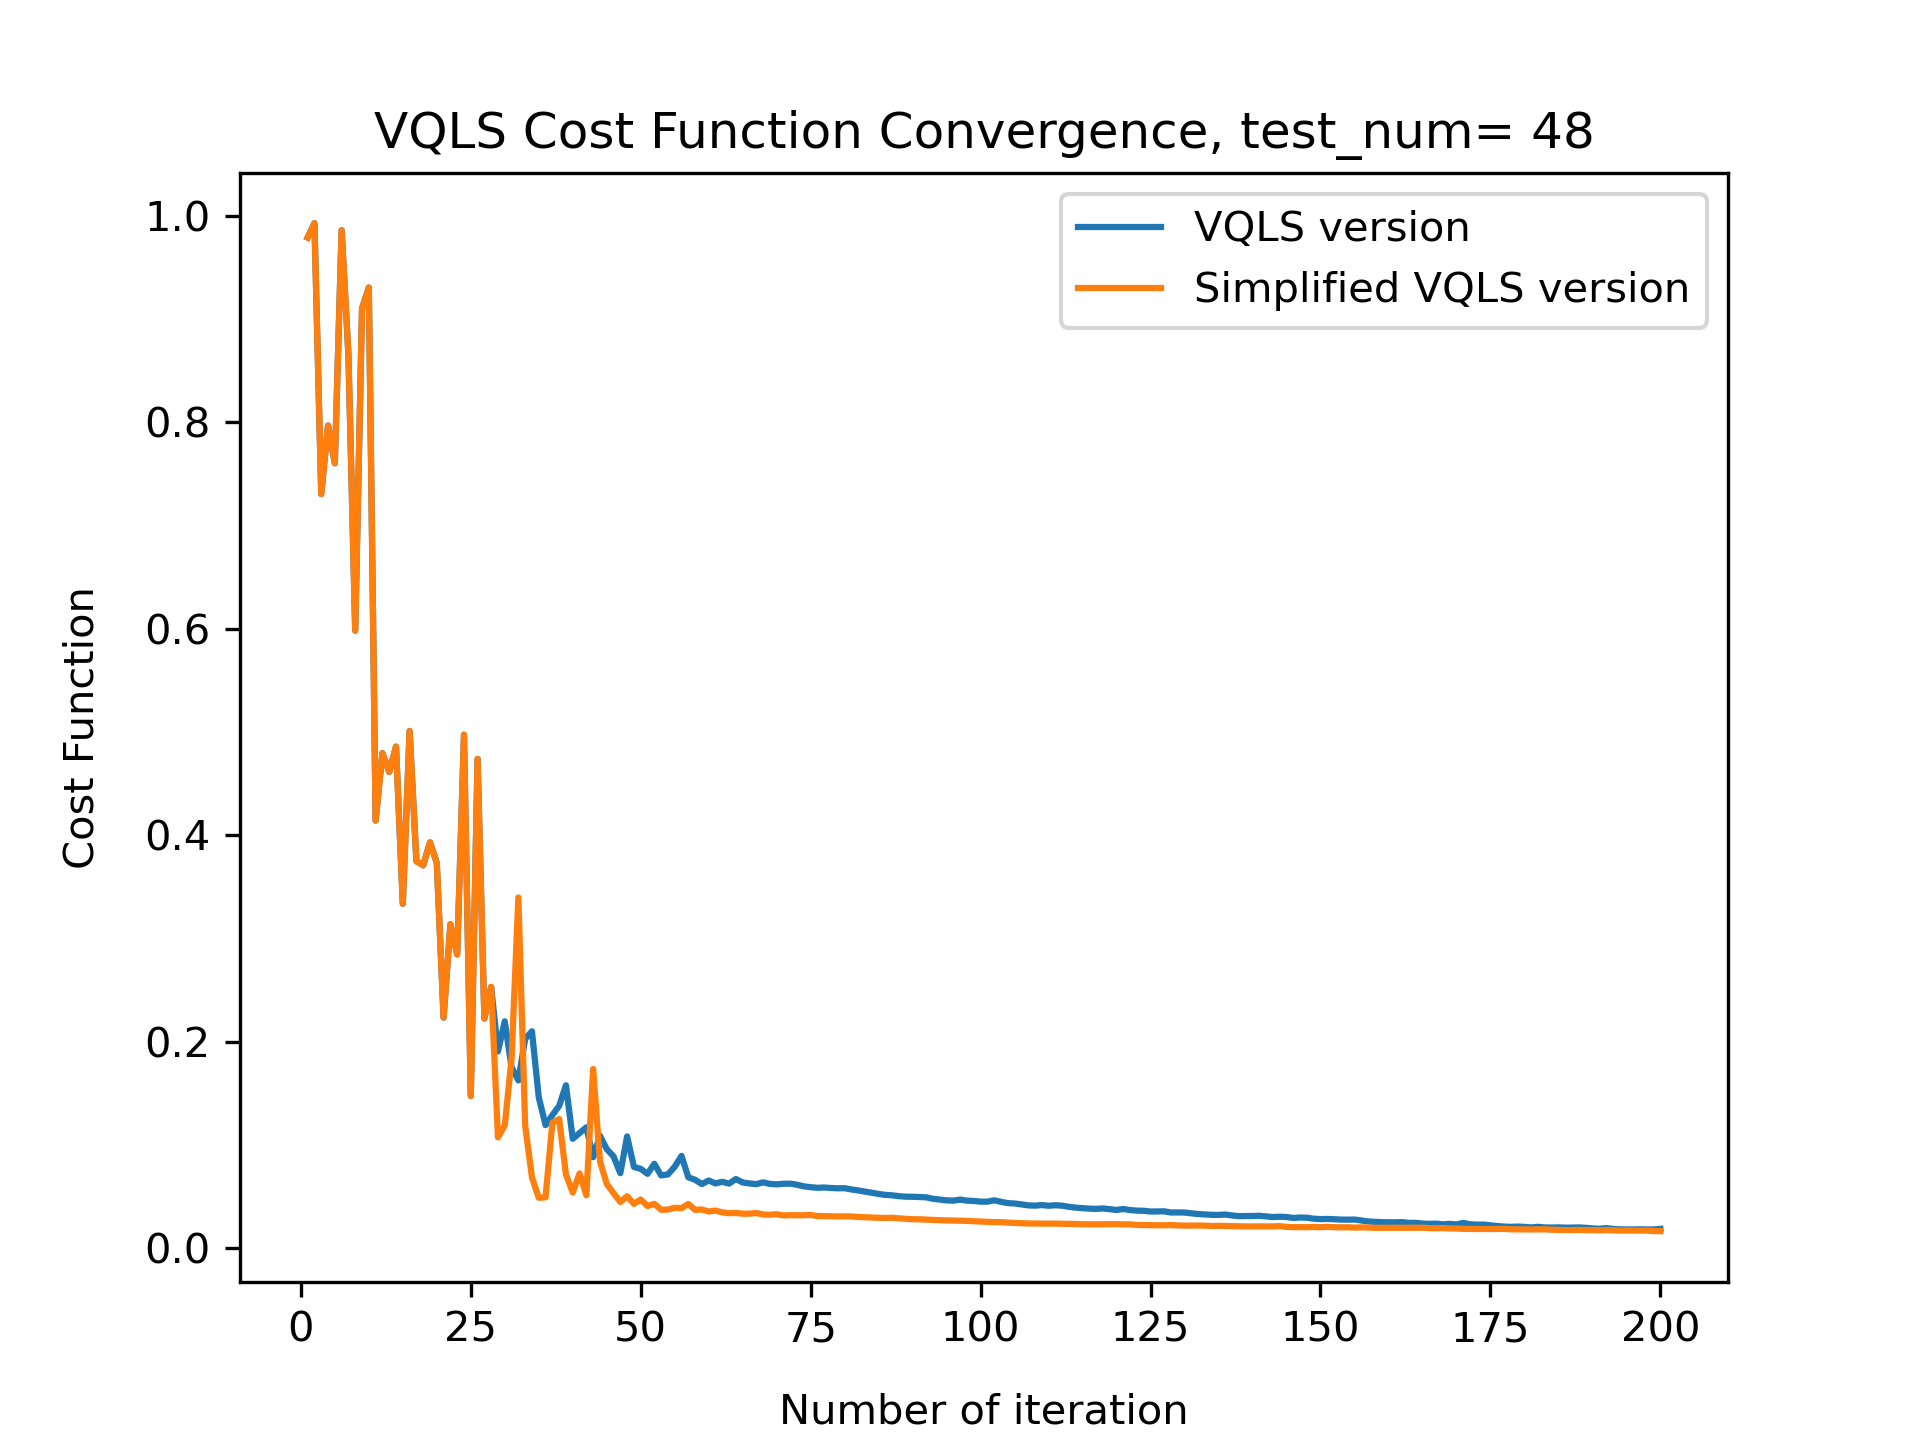 VQLS Cost Function Convergence, test_num= 48
VQLS version
Simplified VQLS version
Cost Function
1.0
0.8
0.6
0.4
0.2
0.0
0 25 50 75 100 125 150 175 200
Number of iteration